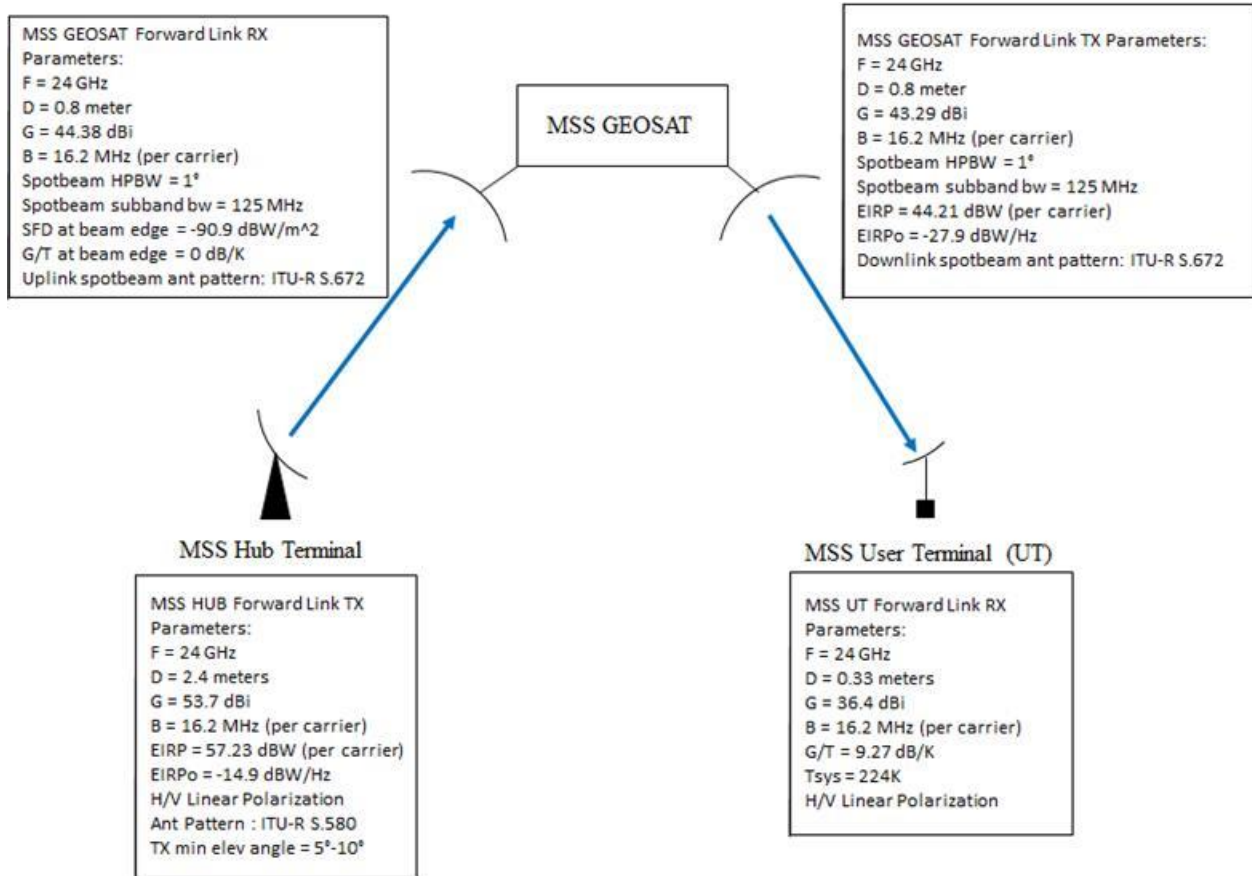 MSS GEOSAT Forward Link RX
Parameters:
F = 24 GHz
D = 0.8 meter
G = 44.38 dBi
B = 16.2 MHz (per carrier)
Spotbeam HPBW = 1°
Spotbeam subband bw = 125 MHz
SFD at beam edge = -90.9 dBW/m^2
G/T at beam edge = 0 dB/K
Uplink spotbeam ant pattern: ITU-R S.672
MSS GEOSAT
MSS GEOSAT Forward Link TX Parameters:
F = 24 GHz
D = 0.8 meter
G = 43.29 dBi
B = 16.2 MHz (per carrier)
Spotbeam HPBW = 1°
Spotbeam subband bw = 125 MHz
EIRP = 44.21 dBW (per carrier)
EIRPo = -27.9 dBW/Hz
Downlink spotbeam ant pattern: ITU-R S.672
MSS Hub Terminal
MSS HUB Forward Link TX
Parameters:
F = 24 GHz
D = 2.4 meters
G = 53.7 dBi
B = 16.2 MHz (per carrier)
EIRP = 57.23 dBW (per carrier)
EIRPo = -14.9 dBW/Hz
H/V Linear Polarization
Ant Pattern : ITU-R S.580
TX min elev angle = 5°-10°
MSS User Terminal (UT)
MSS UT Forward Link RX
Parameters:
F = 24 GHz
D = 0.33 meters
G = 36.4 dBi
B = 16.2 MHz (per carrier)
G/T = 9.27 dB/K
Tsys = 224K
H/V Linear Polarization